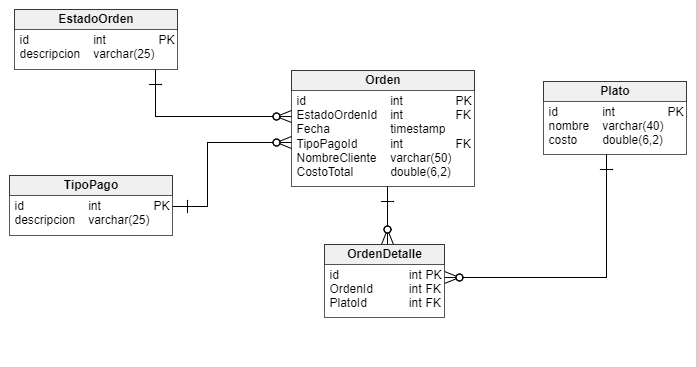 EstadoOrden
id int PK
descripcion varchar(25)
Orden
id int PK
EstadoOrdenId int FK
Fecha timestamp
TipoPagoId int FK
NombreCliente varchar(50)
CostoTotal double(6,2)
Plato
id int PK
nombre varchar(40)
costo double(6,2)
TipoPago
id int PK
descripcion varchar(25)
OrdenDetalle
id int PK
OrdenId int FK
PlatoId int FK